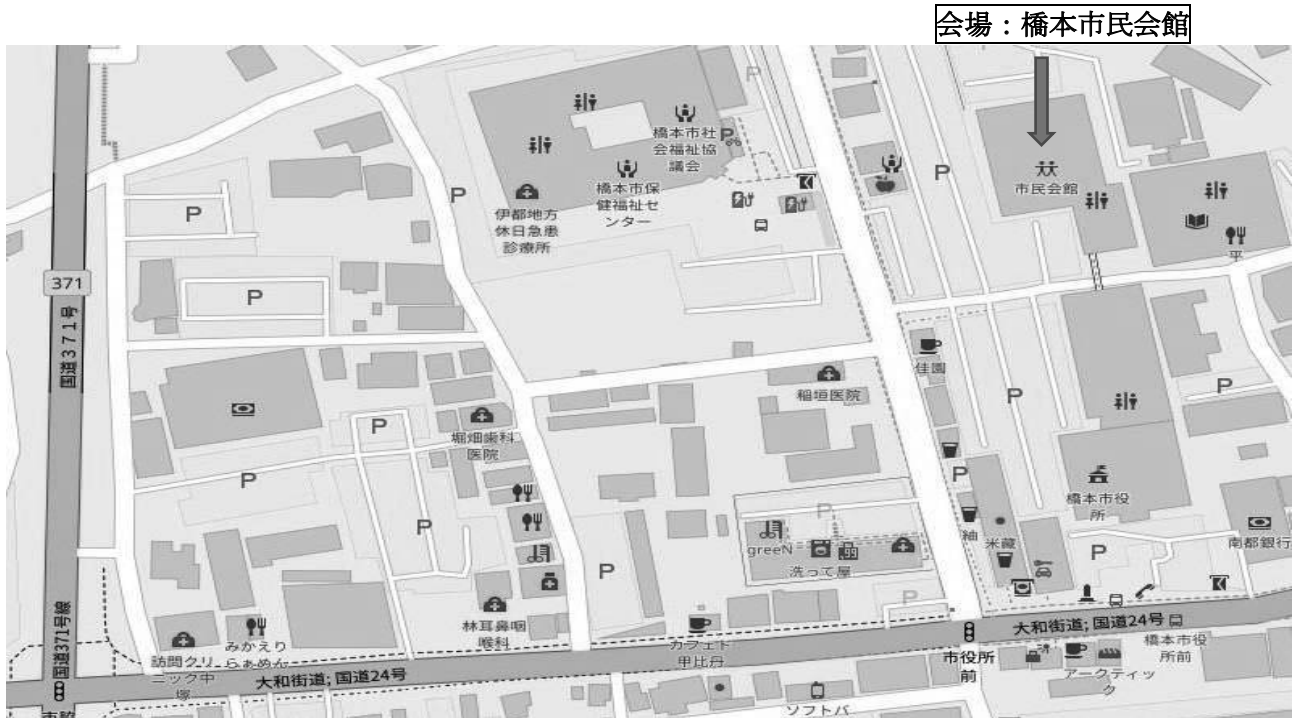 会場：橋本市民会館
橋本市社
会福祉協
議会
P
P
橋本市保
健福祉セ
ンター
伊都地方
休日急患
診療所
P
P
P
市民会館
平
371
国道３７１号
P
佳園
稲垣医院
P
P
堀畑歯科
医院
P
P
P
P
橋本市役
所
P
紬
米蔵
P
南都銀行
greeN
洗って屋
P
P
P
林耳鼻咽
喉科
カフェド
甲比丹
大和街道; 国道24号
橋本市役
所前
市役所
前
アークティッ
ク
みかえり
らぁめん
訪問クリ
ニック中
塚
国道371号線
大和街道; 国道24号
市脇
ソフトバ